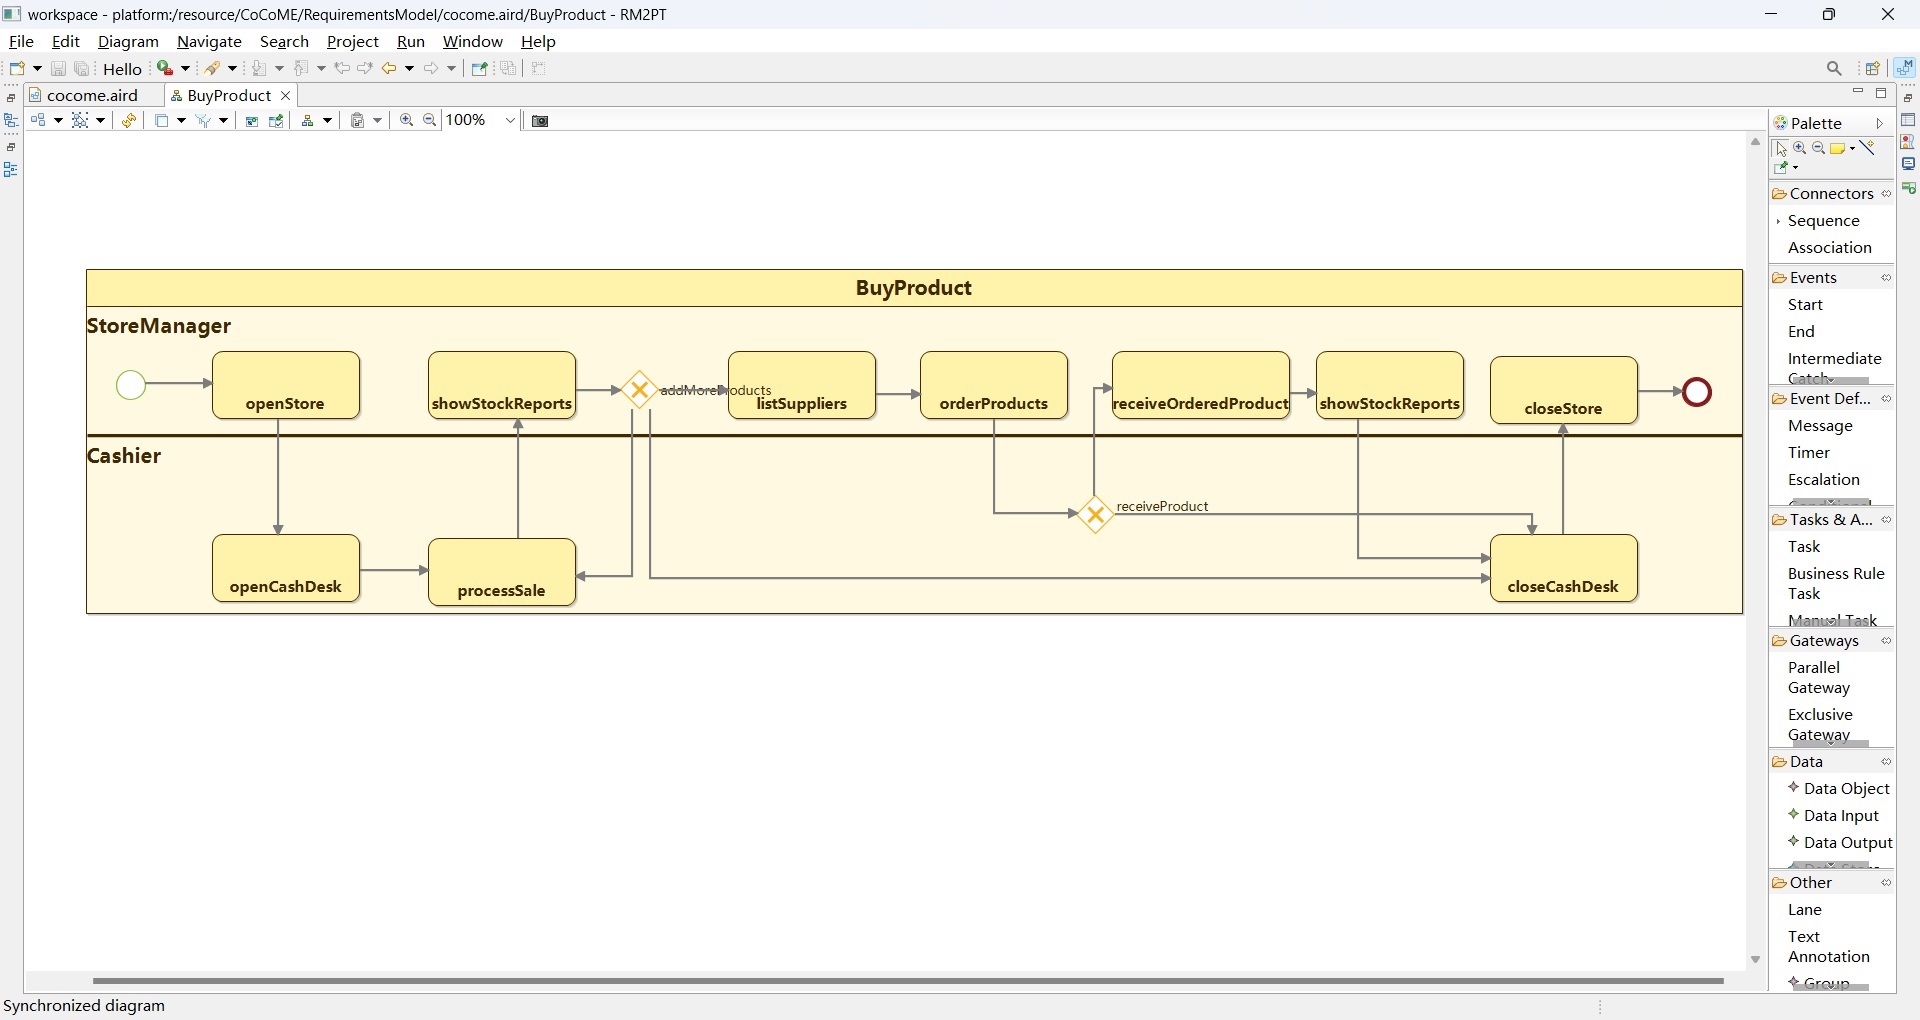 workspace - platform:/resource/CoCoME/RequirementsModel/cocome.aird/BuyProduct - RM2PT
File Edit Diagram Navigate Search Project Run Window Help
Hello
cocome.aird BuyProduct
100%
BuyProduct
StoreManager
openStore
showStockReports
addMoreProducts
listSuppliers
orderProducts
receiveOrderedProduct
showStockReports
closeStore
Cashier
receiveProduct
openCashDesk
processSale
closeCashDesk
Palette
Connectors
Sequence
Association
Events
Start
End
Intermediate
Catch
Event Def...
Message
Timer
Escalation
Tasks & A...
Task
Business Rule
Task
Manual Task
Gateways
Parallel
Gateway
Exclusive
Gateway
Data
Data Object
Data Input
Data Output
Other
Lane
Text
Annotation
Group
Synchronized diagram